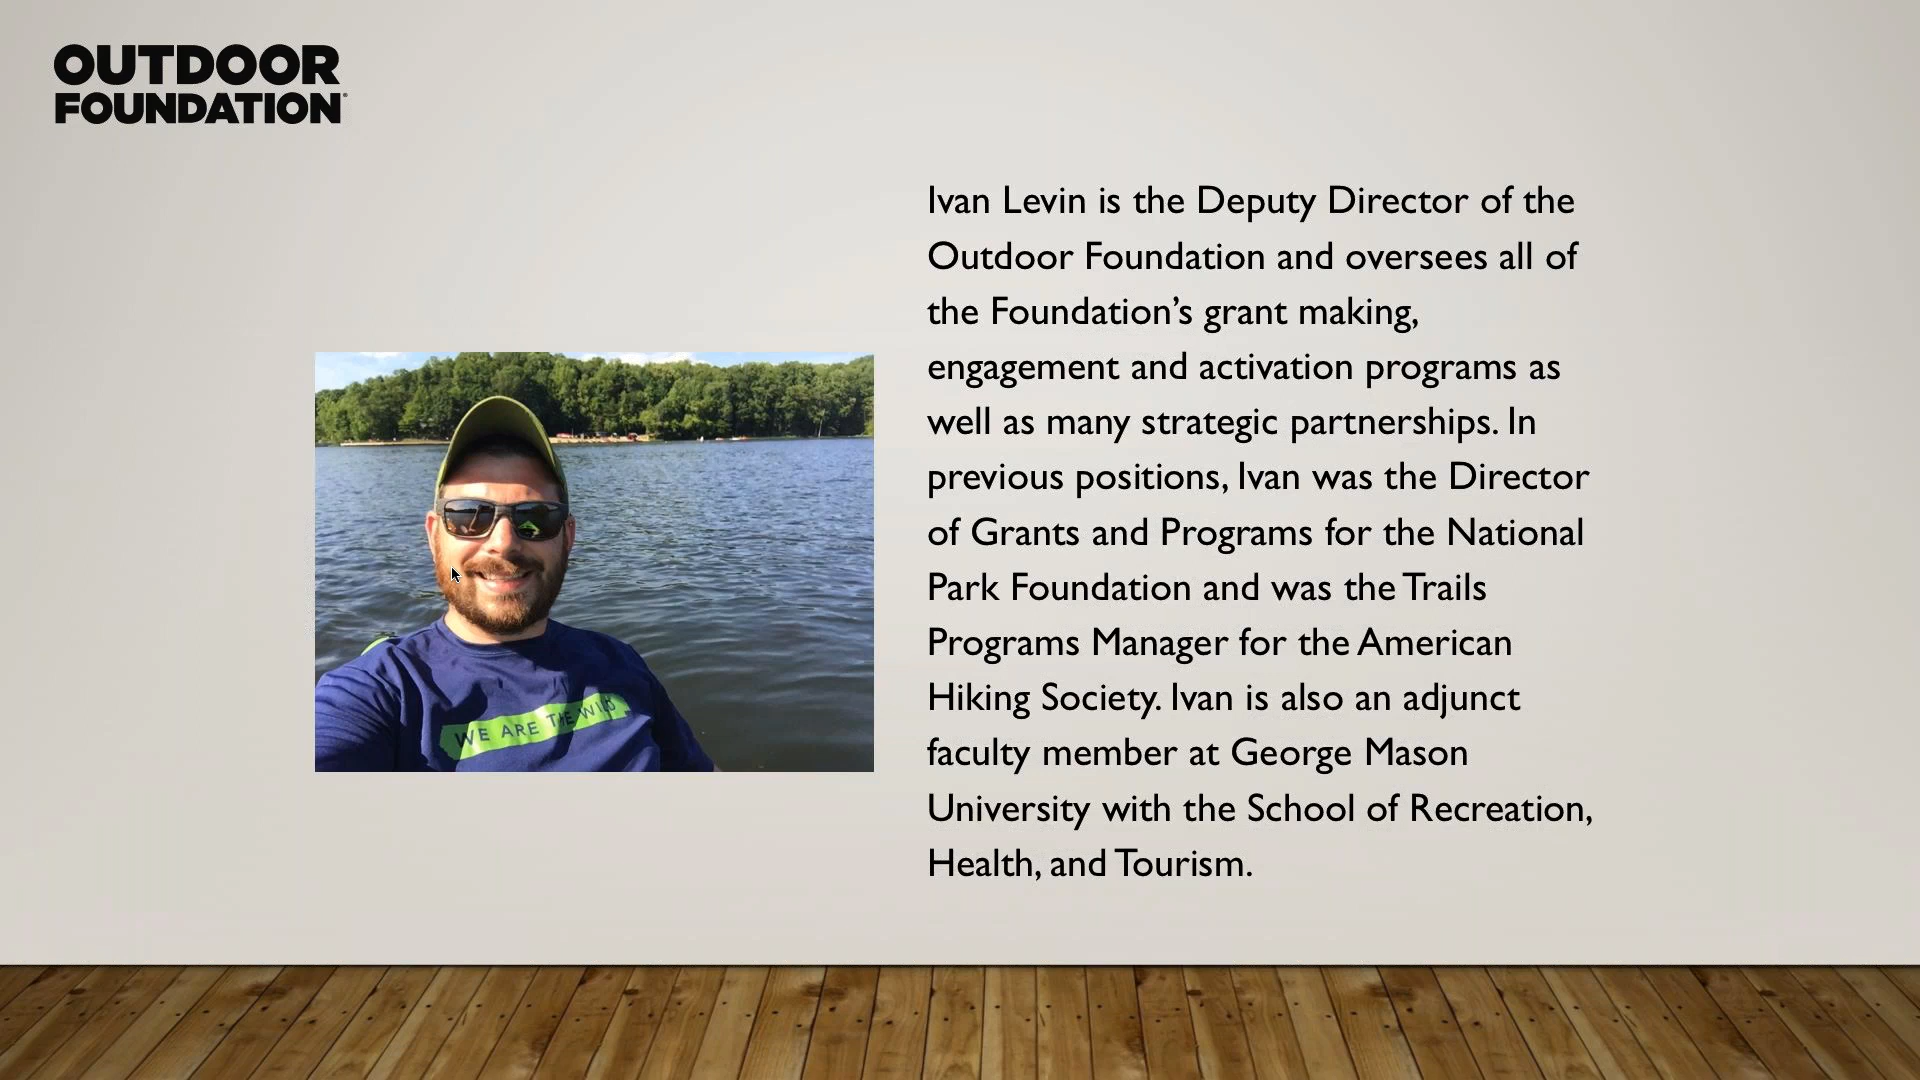 OUTDOOR
FOUNDATION
Ivan Levin is the Deputy Director of the
Outdoor Foundation and oversees all of
the Foundation’s grant making,
engagement and activation programs as
well as many strategic partnerships. In
previous positions, Ivan was the Director
of Grants and Programs for the National
Park Foundation and was the Trails
Programs Manager for the American
Hiking Society. Ivan is also an adjunct
faculty member at George Mason
University with the School of Recreation,
Health, and Tourism.
WE ARE THE WILD